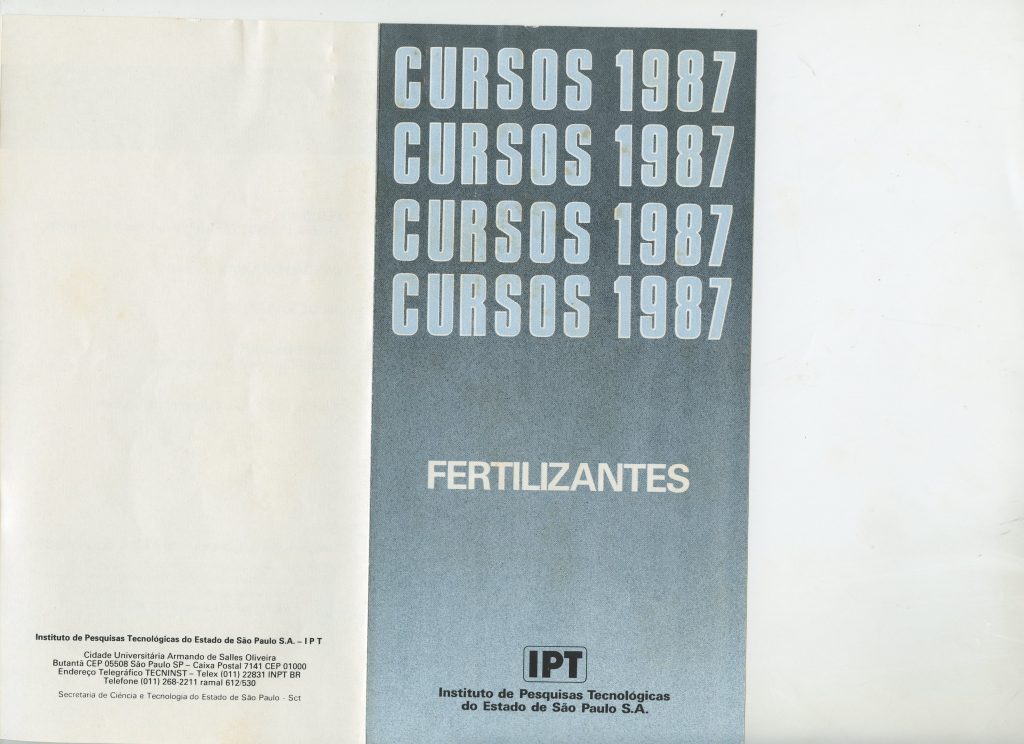 Instituto de Pesquisas Tecnológicas do Estado de São Paulo S.A. – I P T
Cidade Universitária Armando de Salles Oliveira
Butantã CEP 05508 São Paulo SP – Caixa Postal 7141 CEP 01000
Endereço Telegráfico TECNINST – Telex (011) 22831 INPT BR
Telefone (011) 268-2211 ramal 612/530
Secretaria de Ciência e Tecnologia do Estado de São Paulo - Sct
CURSOS 1987
CURSOS 1987
CURSOS 1987
CURSOS 1987
FERTILIZANTES
IPT
Instituto de Pesquisas Tecnológicas
do Estado de São Paulo S.A.